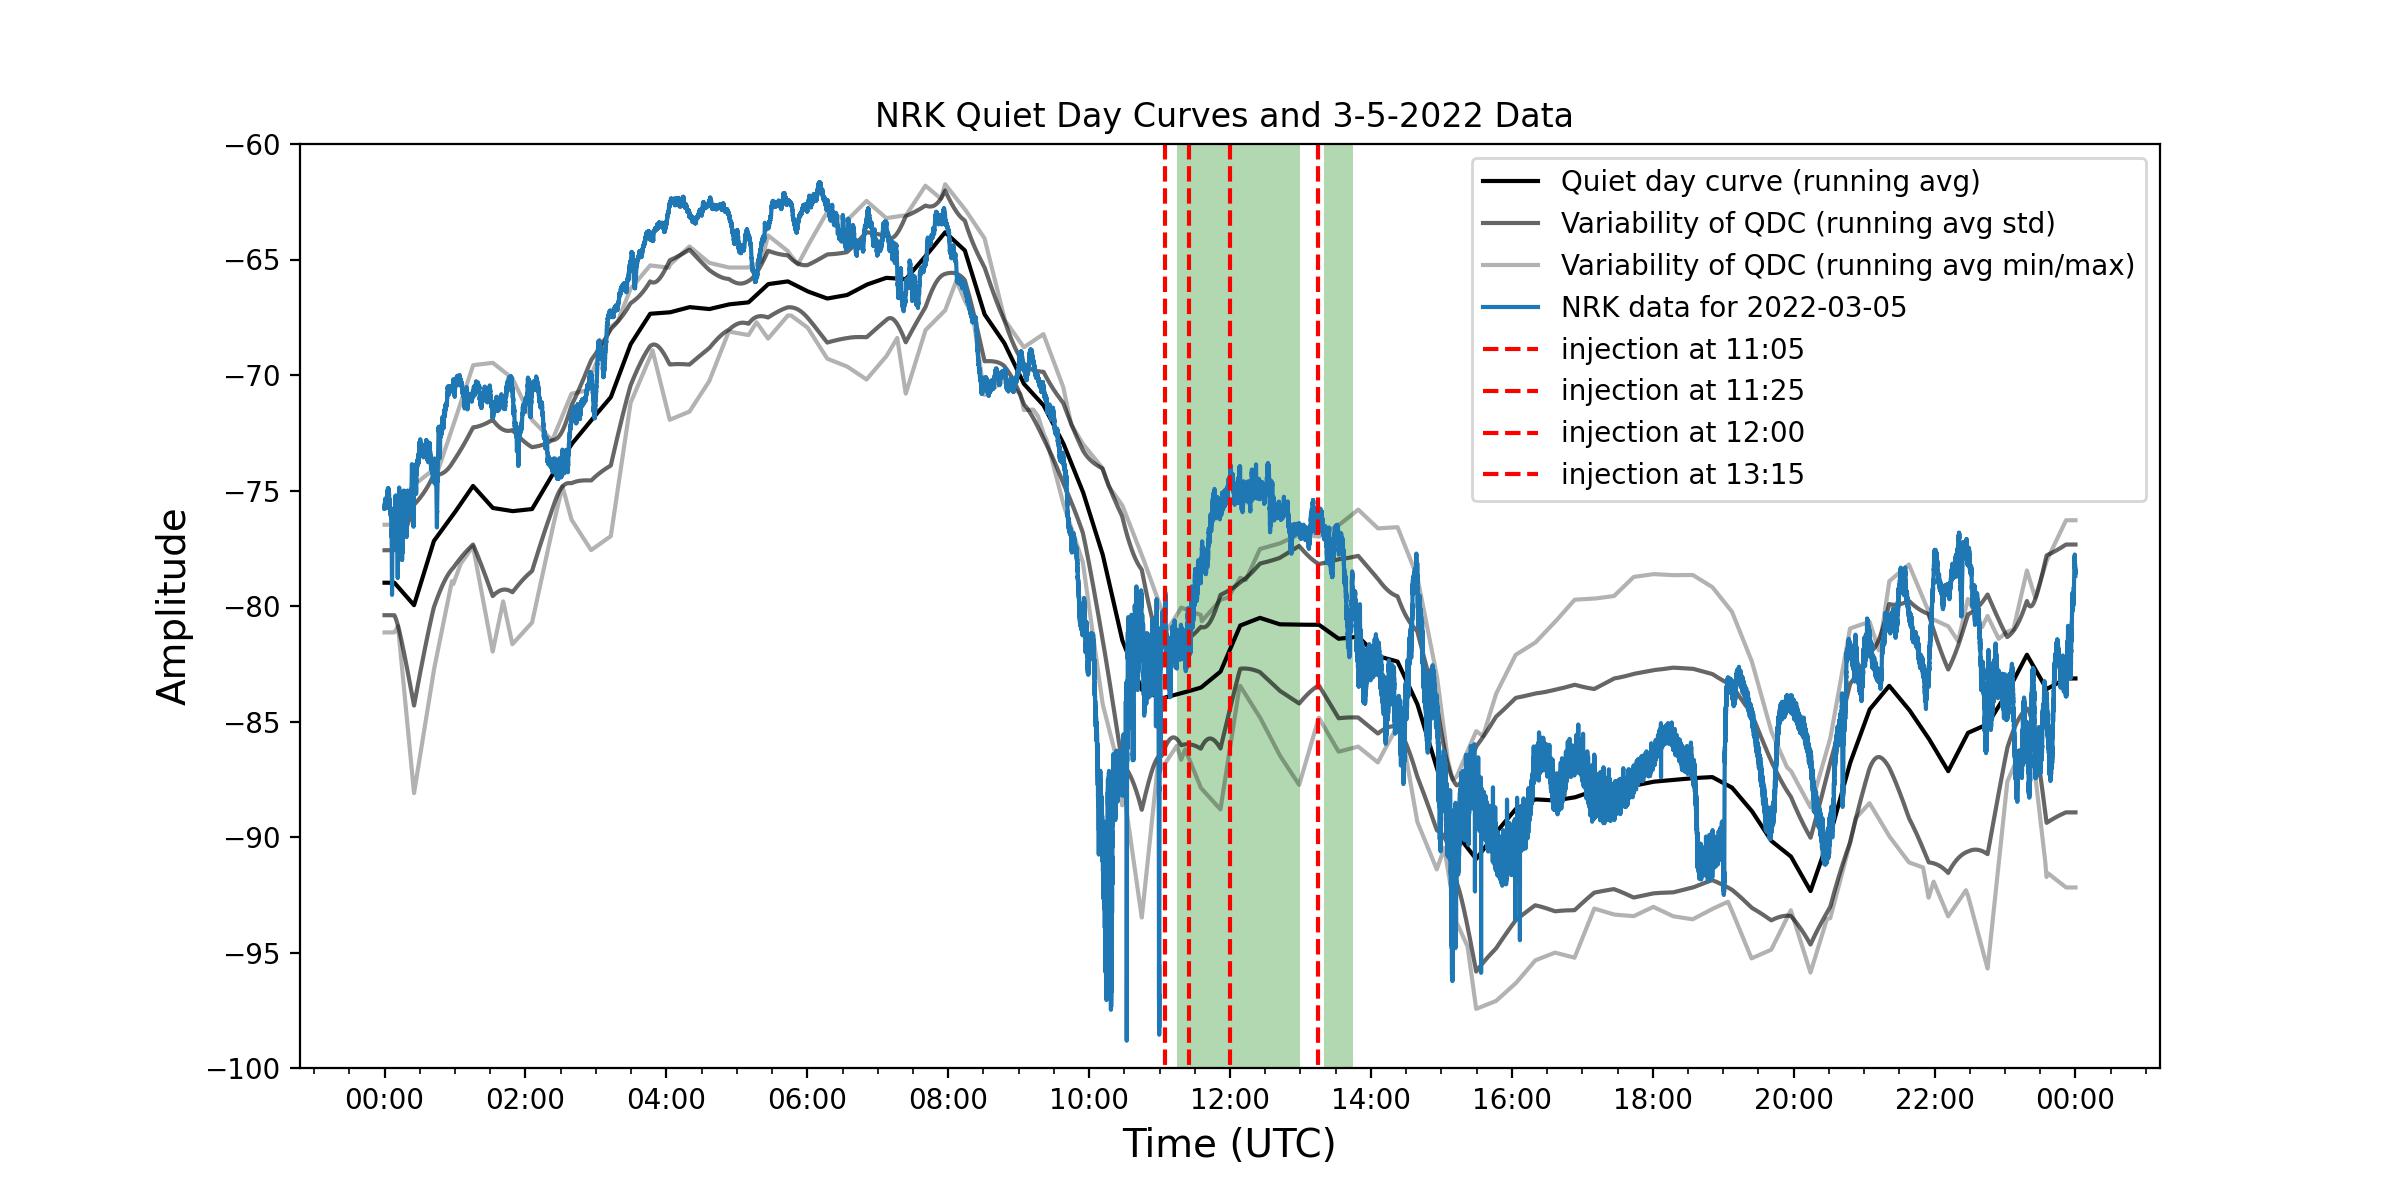 NRK Quiet Day Curves and 3-5-2022 Data
Amplitude
−60
−65
−70
−75
−80
−85
−90
−95
−100
Quiet day curve (running avg)
Variability of QDC (running avg std)
Variability of QDC (running avg min/max)
NRK data for 2022-03-05
injection at 11:05
injection at 11:25
injection at 12:00
injection at 13:15
00:00 02:00 04:00 06:00 08:00 10:00 12:00 14:00 16:00 18:00 20:00 22:00 00:00
Time (UTC)